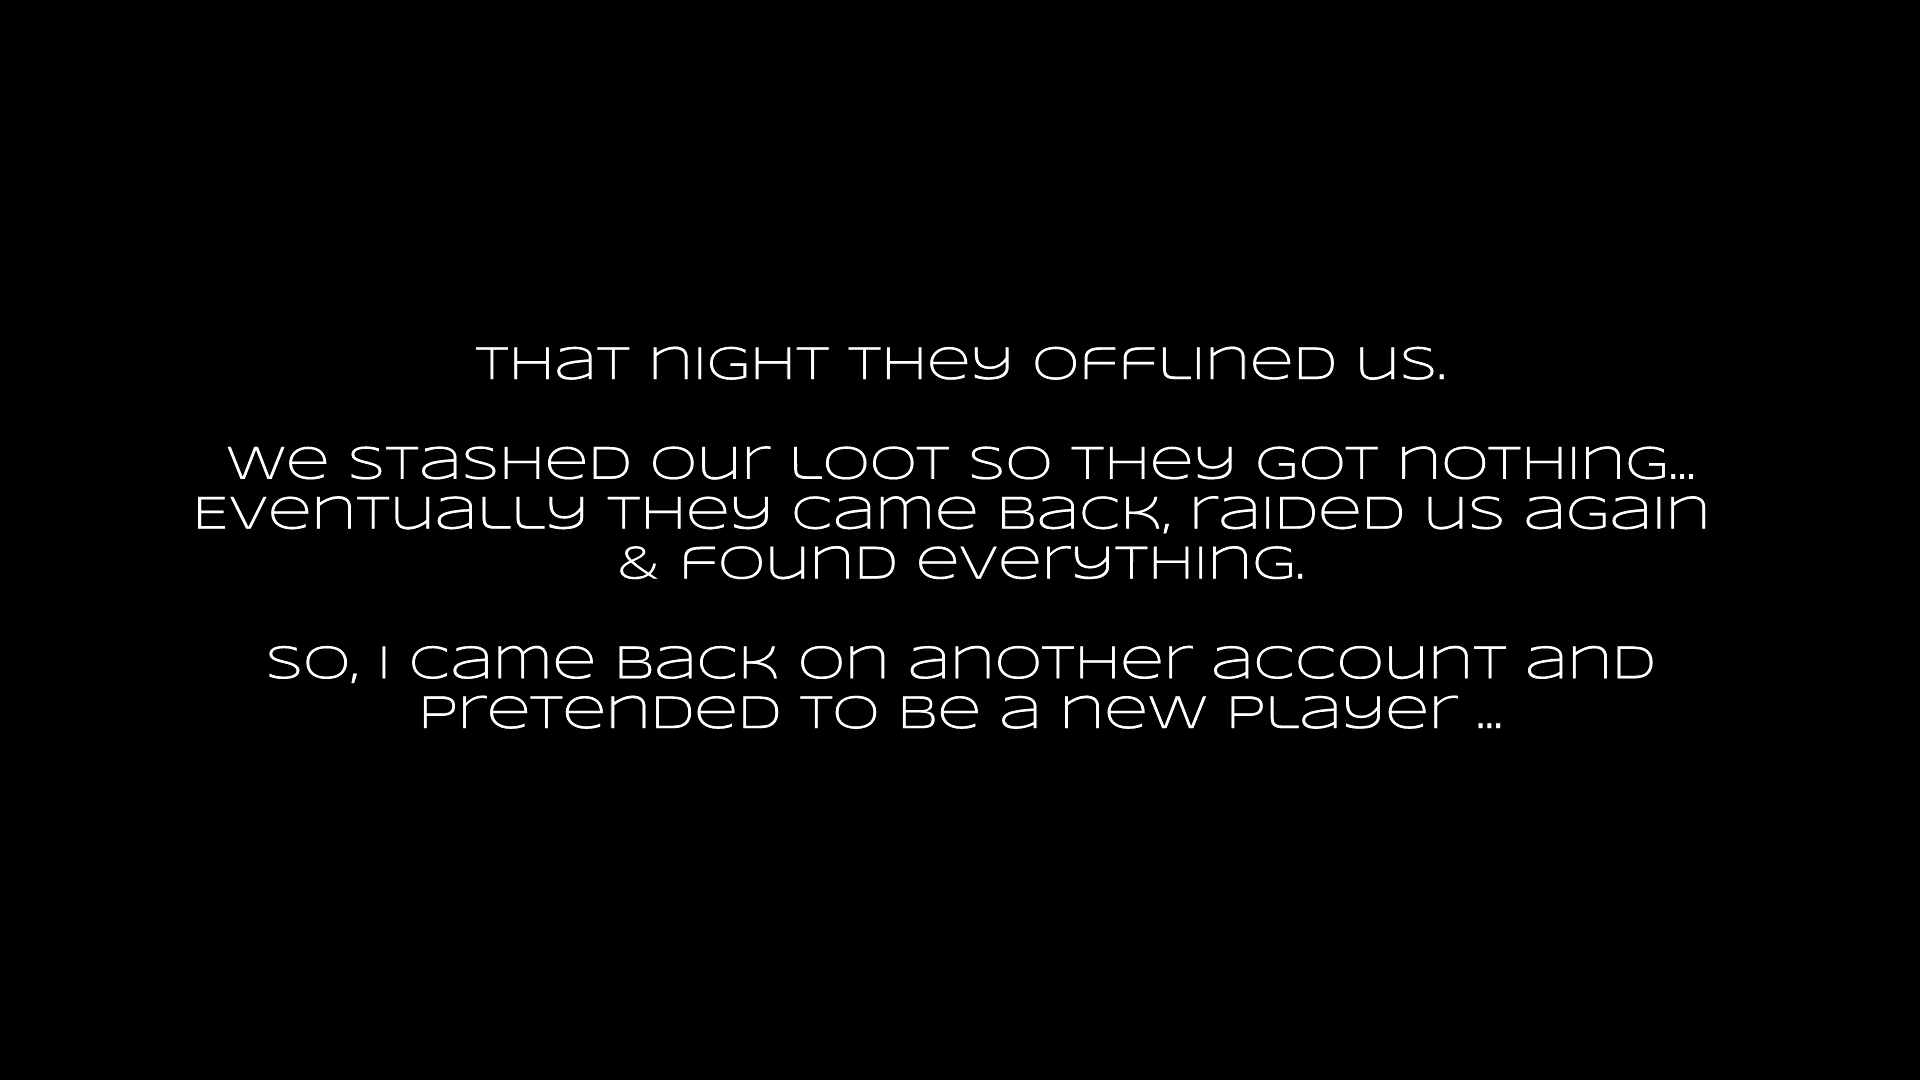 That night they offlined us.
We stashed our loot so they got nothing...
Eventually they came back, raided us again
& found everything.
So, I came back on another account and
pretended to be a new player ...